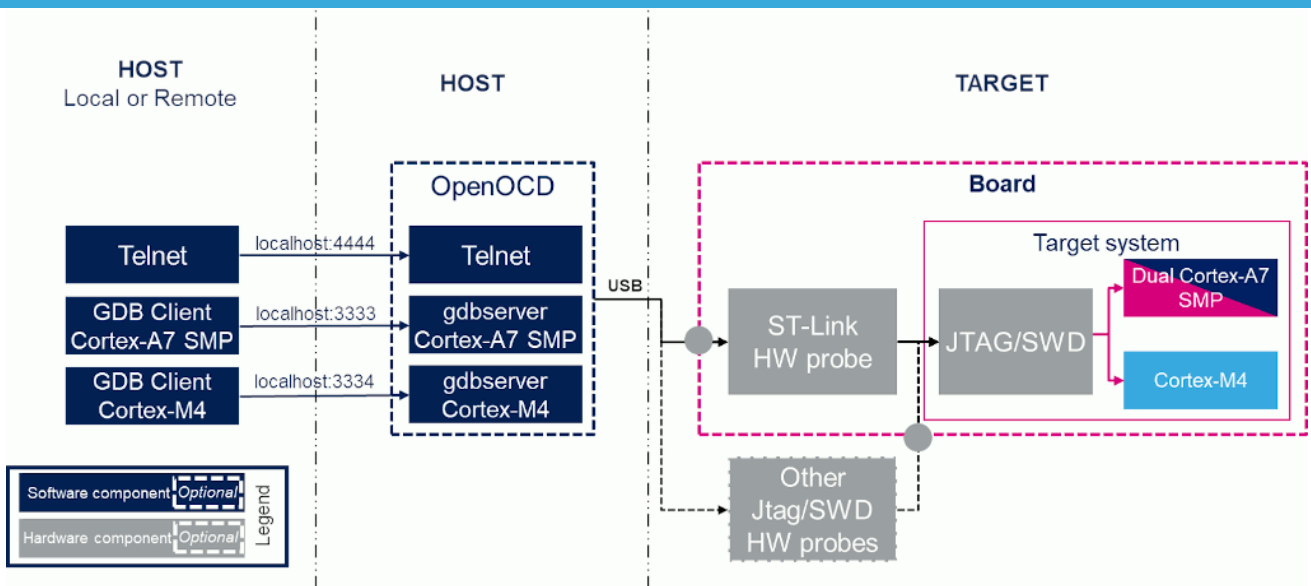 HOST
Local or Remote
HOST
TARGET
OpenOCD
Board
Target system
Telnet
localhost:4444
Telnet
GDB Client
Cortex-A7 SMP
localhost:3333
gdbserver
Cortex-A7 SMP
GDB Client
Cortex-M4
localhost:3334
gdbserver
Cortex-M4
USB
ST-Link
HW probe
JTAG/SWD
Dual Cortex-A7
SMP
Cortex-M4
Other
Jtag/SWD
HW probes
Software component
Optional
Hardware component
Optional
Legend